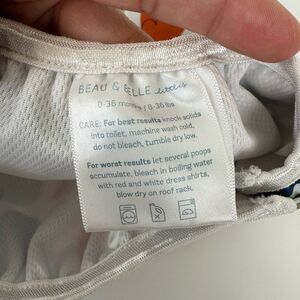 BEAU & BELLE littles
0-36 months / 8-36 lbs
CARE: For best results knock solids
into toilet, machine wash cold,
do not bleach, tumble dry low.
For worst results let several poops
accumulate, bleach in boiling water
with red and white dress shirts,
blow dry on roof rack.